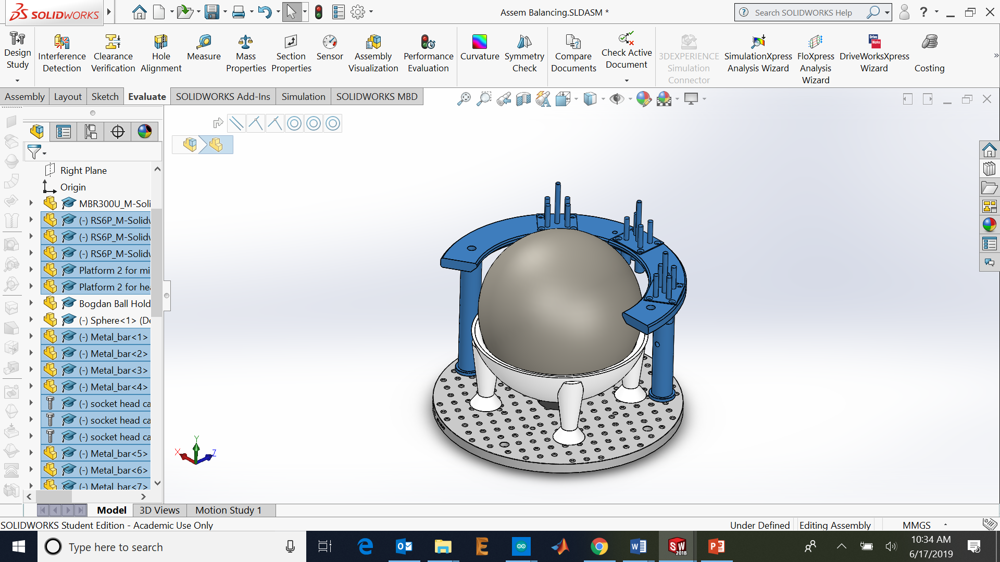 SOLIDWORKS
Assem Balancing.SLDASM *
Search SOLIDWORKS Help
?
Design Study
Interference Detection
Clearance Verification
Hole Alignment
Measure
Mass Properties
Section Properties
Sensor
Assembly Visualization
Performance Evaluation
Curvature
Symmetry Check
Compare Documents
Check Active Document
3DEXPERIENCE Simulation Connector
SimulationXpress Analysis Wizard
FloXpress Analysis Wizard
DriveWorksXpress Wizard
Costing
»
Assembly
Layout
Sketch
Evaluate
SOLIDWORKS Add-Ins
Simulation
SOLIDWORKS MBD
Right Plane
Origin
MBR300U_M-Soli
(-) RS6P_M-Solidw
(-) RS6P_M-Solidw
(-) RS6P_M-Solidw
Platform 2 for mi
Platform 2 for hea
Bogdan Ball Hold
(-) Sphere<1> (De
(-) Metal_bar<1>
(-) Metal_bar<2>
(-) Metal_bar<3>
(-) Metal_bar<4>
(-) socket head ca
(-) socket head ca
(-) socket head ca
(-) Metal_bar<5>
(-) Metal_bar<6>
(-) Metal_bar<7>
X Y Z
Model
3D Views
Motion Study 1
SOLIDWORKS Student Edition - Academic Use Only
Under Defined
Editing Assembly
MMGS
Type here to search
SW 2018
10:34 AM
6/17/2019